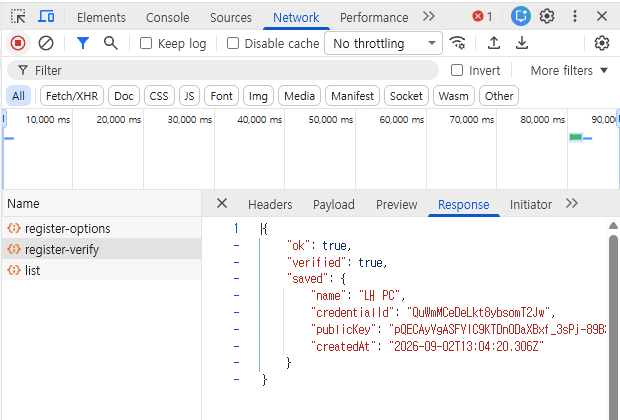 Elements Console Sources Network Performance 1
Keep log Disable cache No throttling
Filter Invert More filters
All Fetch/XHR Doc CSS JS Font Img Media Manifest Socket Wasm Other
10,000 ms 20,000 ms 30,000 ms 40,000 ms 50,000 ms 60,000 ms 70,000 ms 80,000 ms 90,00
Name Headers Payload Preview Response Initiator
register-options
register-verify
list
1 {
- "ok": true,
- "verified": true,
- "saved": {
- "name": "LH PC",
- "credentialId": "QuWmMCeDeLkt8ybsomT2Jw",
- "publicKey": "pQECAyYgASFYIC9KTDnODaXBxf_3sPj-89B
- "createdAt": "2026-09-02T13:04:20.306Z"
- }
- }